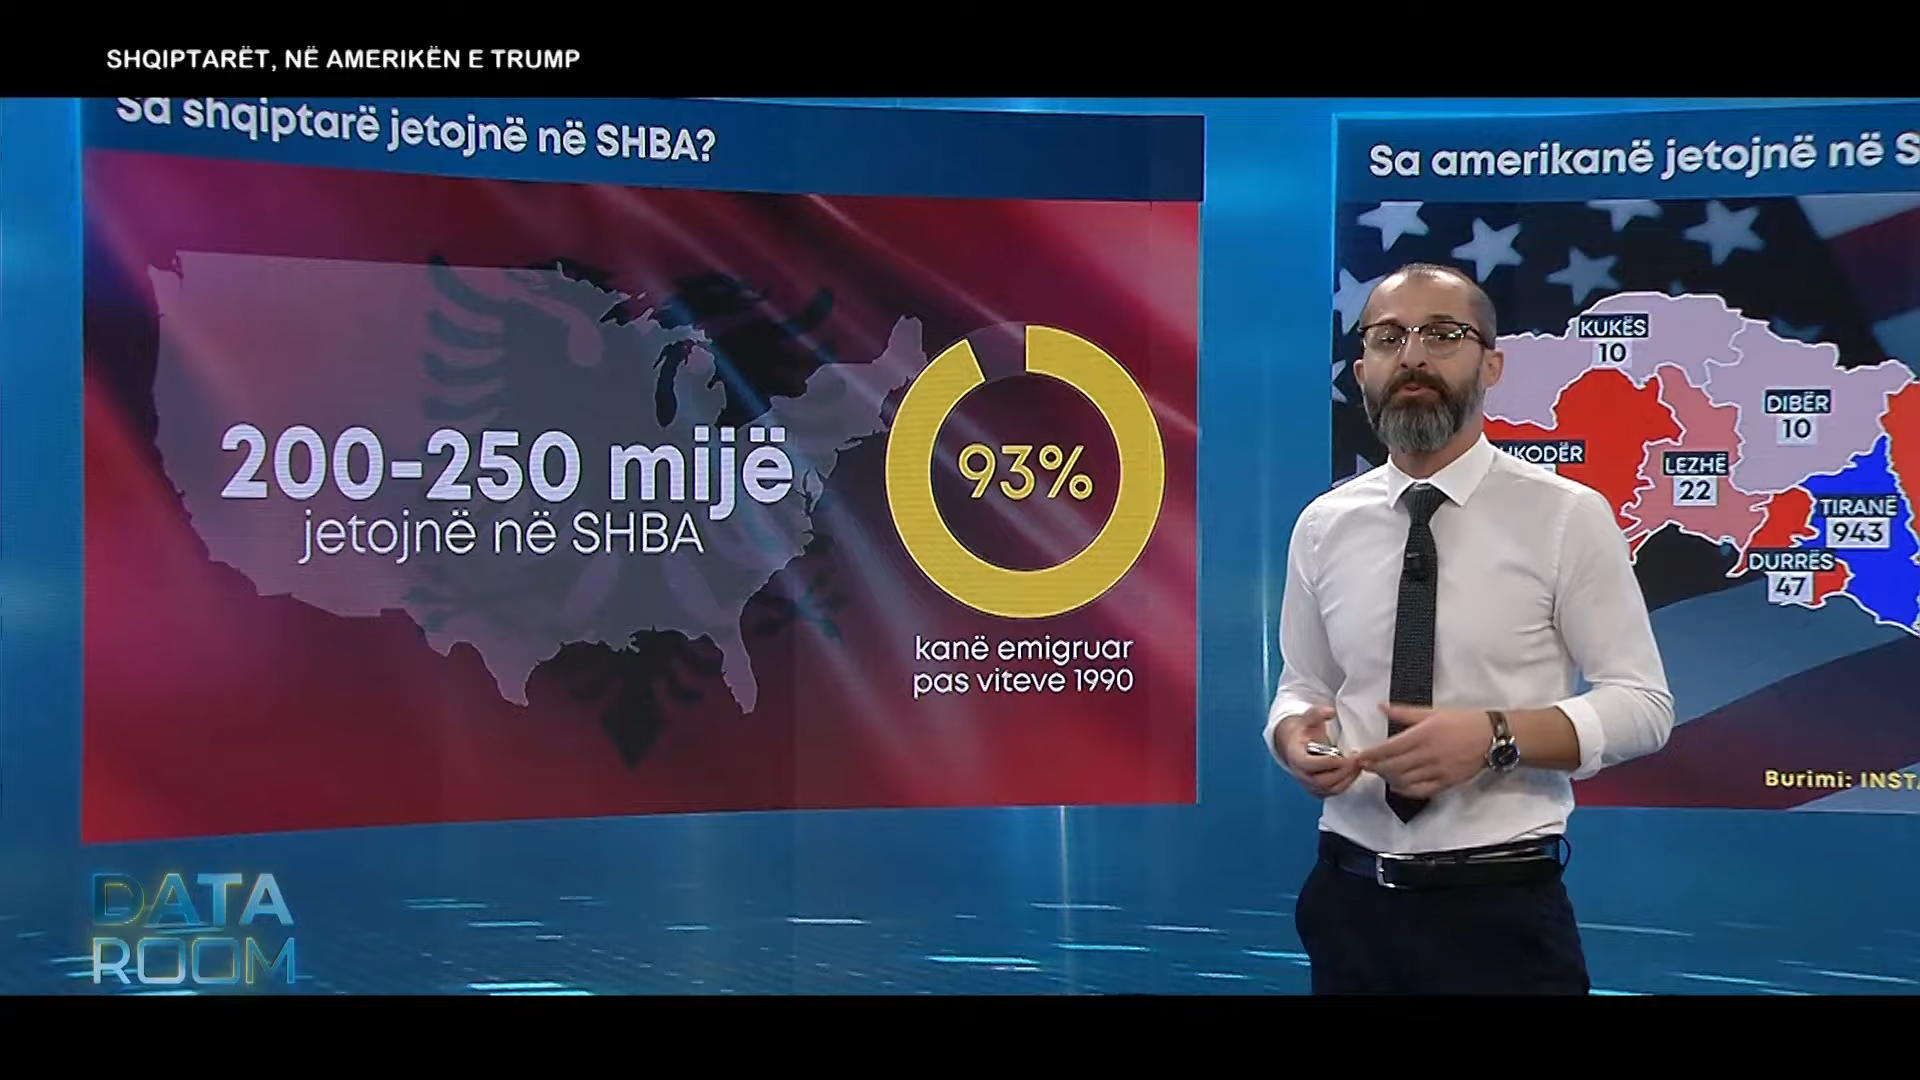 SHQIPTARËT, NË AMERIKËN E TRUMP
Sa shqiptarë jetojnë në SHBA?
200-250 mijë
jetojnë në SHBA
93%
kanë emigruar
pas viteve 1990
Sa amerikanë jetojnë në
KUKËS
10
DIBËR
10
LEZHË
22
TIRANË
943
DURRËS
47
Burimi:
DATA
ROOM